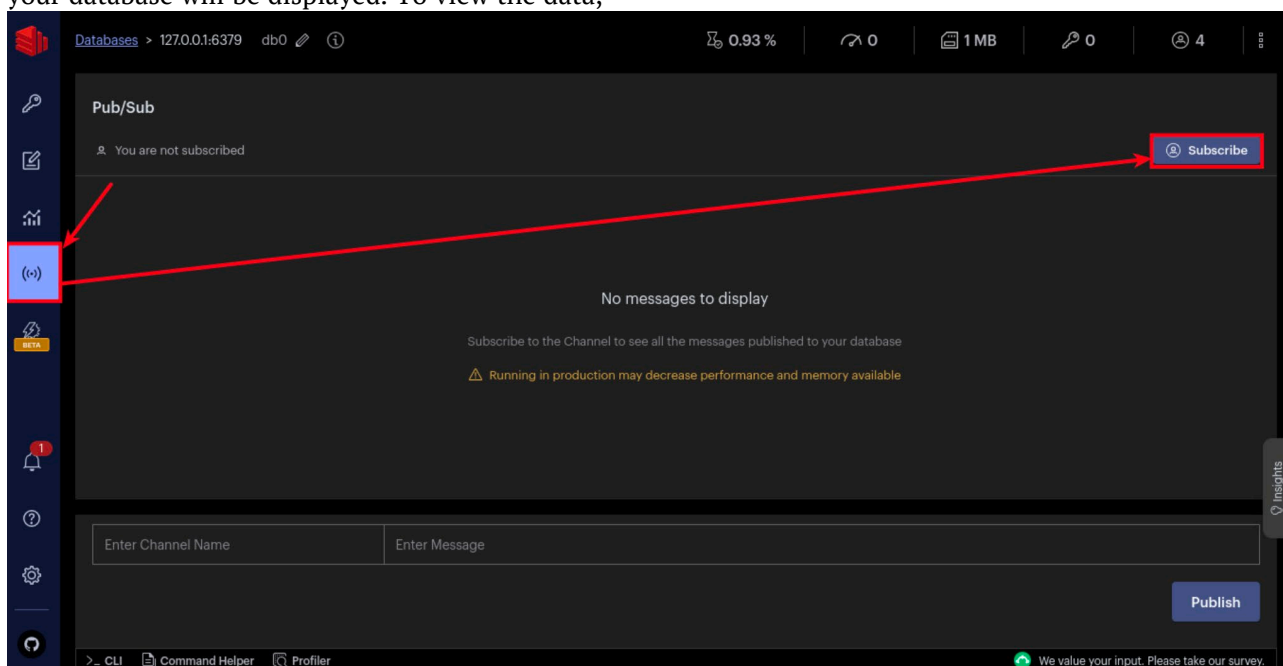 your database will be displayed. To view the data,
Databases > 127.0.0.1:6379 db0 0.93 % 0 1 MB 0 4
Pub/Sub
You are not subscribed
Subscribe
((•))
No messages to display
Subscribe to the Channel to see all the messages published to your database
Running in production may decrease performance and memory available
BETA
1
Insights
Enter Channel Name Enter Message
Publish
>_ CLI Command Helper Profiler We value your input. Please take our survey.